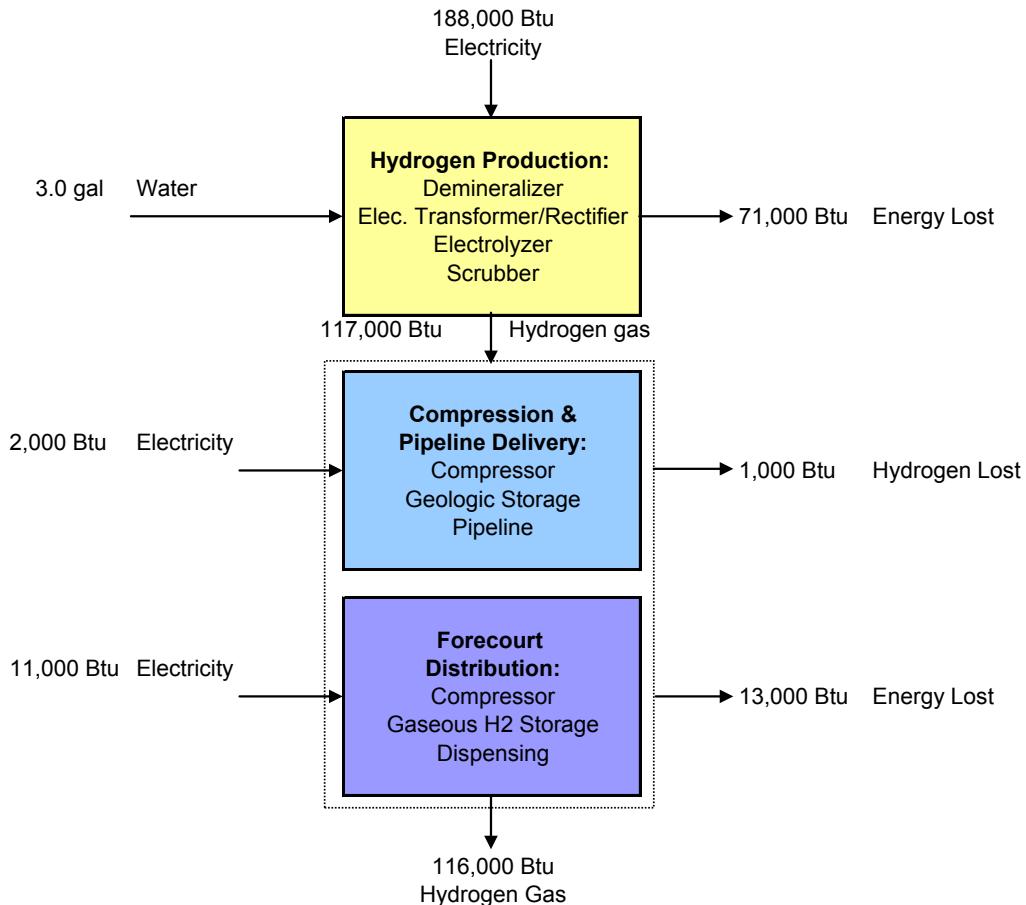 188,000 Btu
Electricity
Hydrogen Production:
Demineralizer
Elec. Transformer/Rectifier
Electrolyzer
Scrubber
3.0 gal Water
71,000 Btu Energy Lost
117,000 Btu Hydrogen gas
Compression &
Pipeline Delivery:
Compressor
Geologic Storage
Pipeline
2,000 Btu Electricity
1,000 Btu Hydrogen Lost
Forecourt
Distribution:
Compressor
Gaseous H2 Storage
Dispensing
11,000 Btu Electricity
13,000 Btu Energy Lost
116,000 Btu
Hydrogen Gas